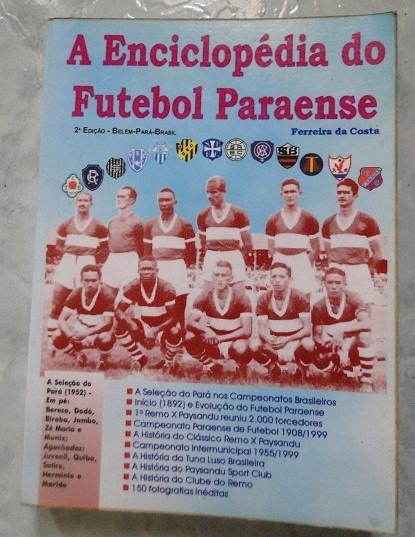 A Enciclopédia do
Futebol Paraense
2ª EDIÇÃO - BELÉM-PARÁ-BRASIL
Ferreira da Costa
A Seleção do
Pará (1952) -
Em pé:
Bereco, Dodó,
Biroba, Jambo,
Zé Maria e
Muniz;
Agachados:
Juvenil, Quiba,
Satiro,
Hermínio e
Marido
A Seleção do Pará nos Campeonatos Brasileiros
Início (1892) e Evolução do Futebol Paraense
1º Remo X Paysandu reuniu 2.000 torcedores
Campeonato Paraense de Futebol 1908/1999
A História do Clássico Remo X Paysandu
Campeonato Intermunicipal 1955/1999
A História da Tuna Luso Brasileira
A História do Paysandu Sport Club
A História do Clube do Remo
150 fotografias inéditas